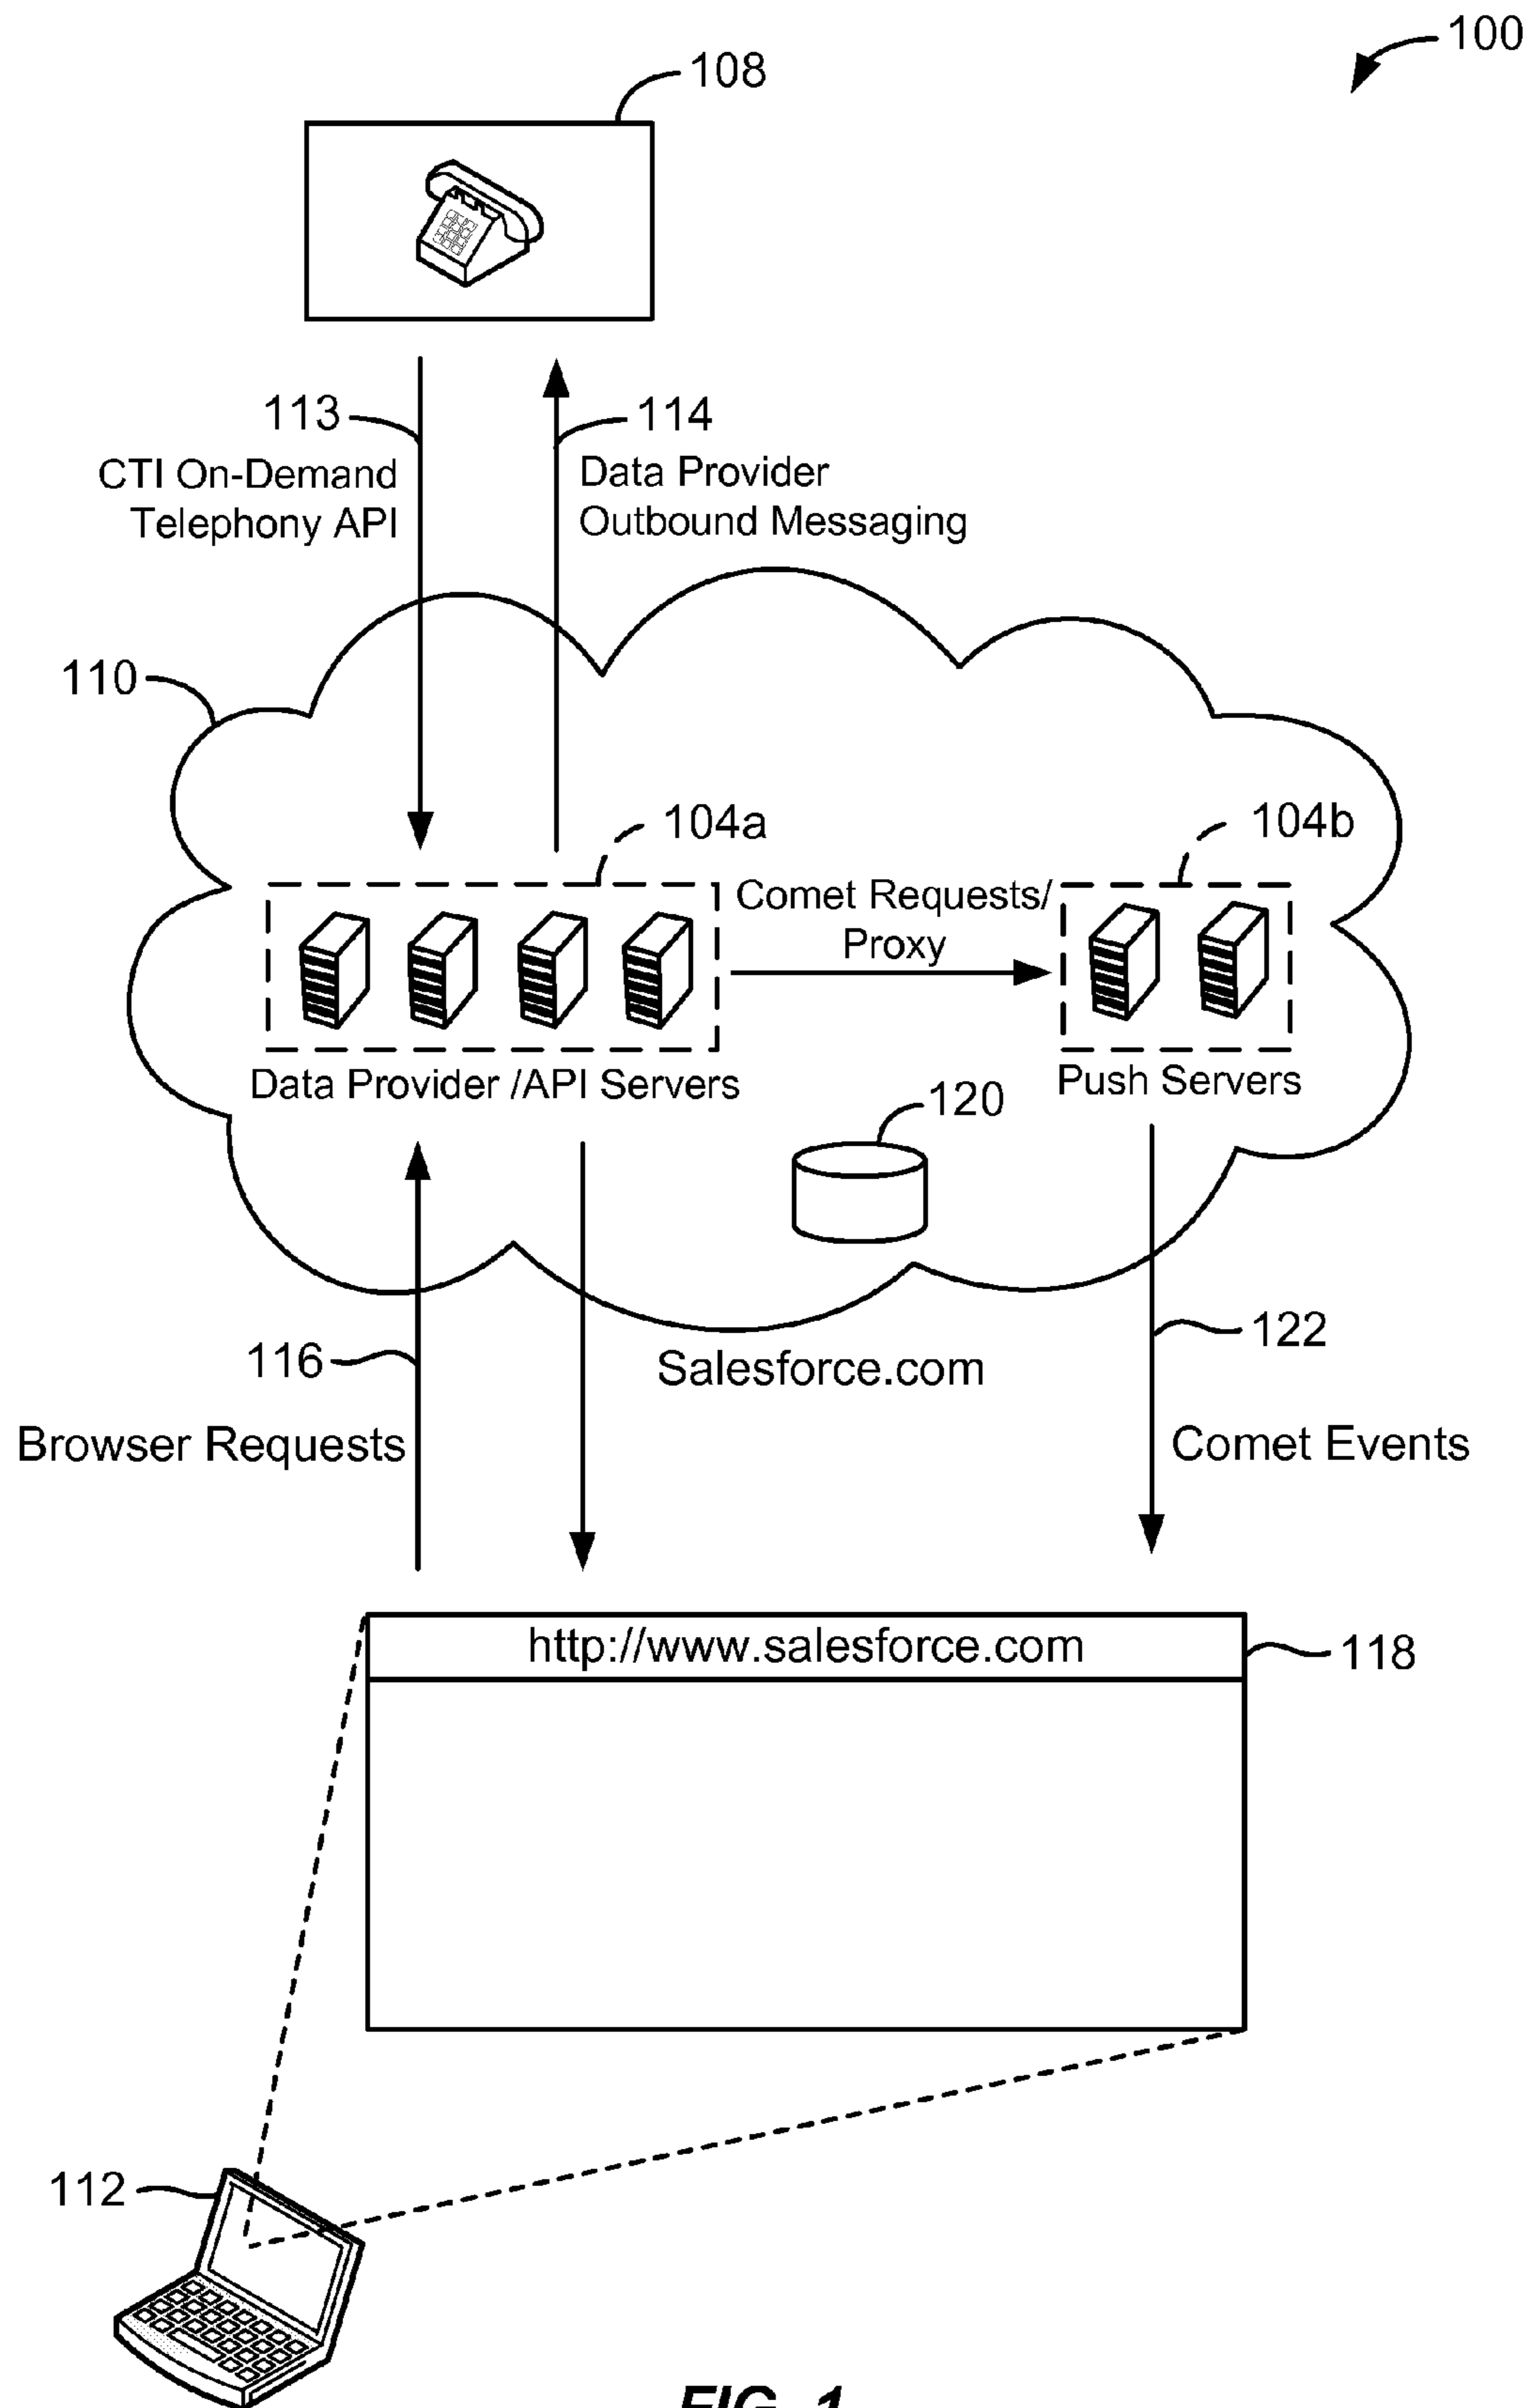 100
108
113
CTI On-Demand
Telephony API
114
Data Provider
Outbound Messaging
110
104a
104b
Comet Requests/
Proxy
Data Provider /API Servers
Push Servers
120
116
Browser Requests
Salesforce.com
122
Comet Events
http://www.salesforce.com
118
112
FIG. 1